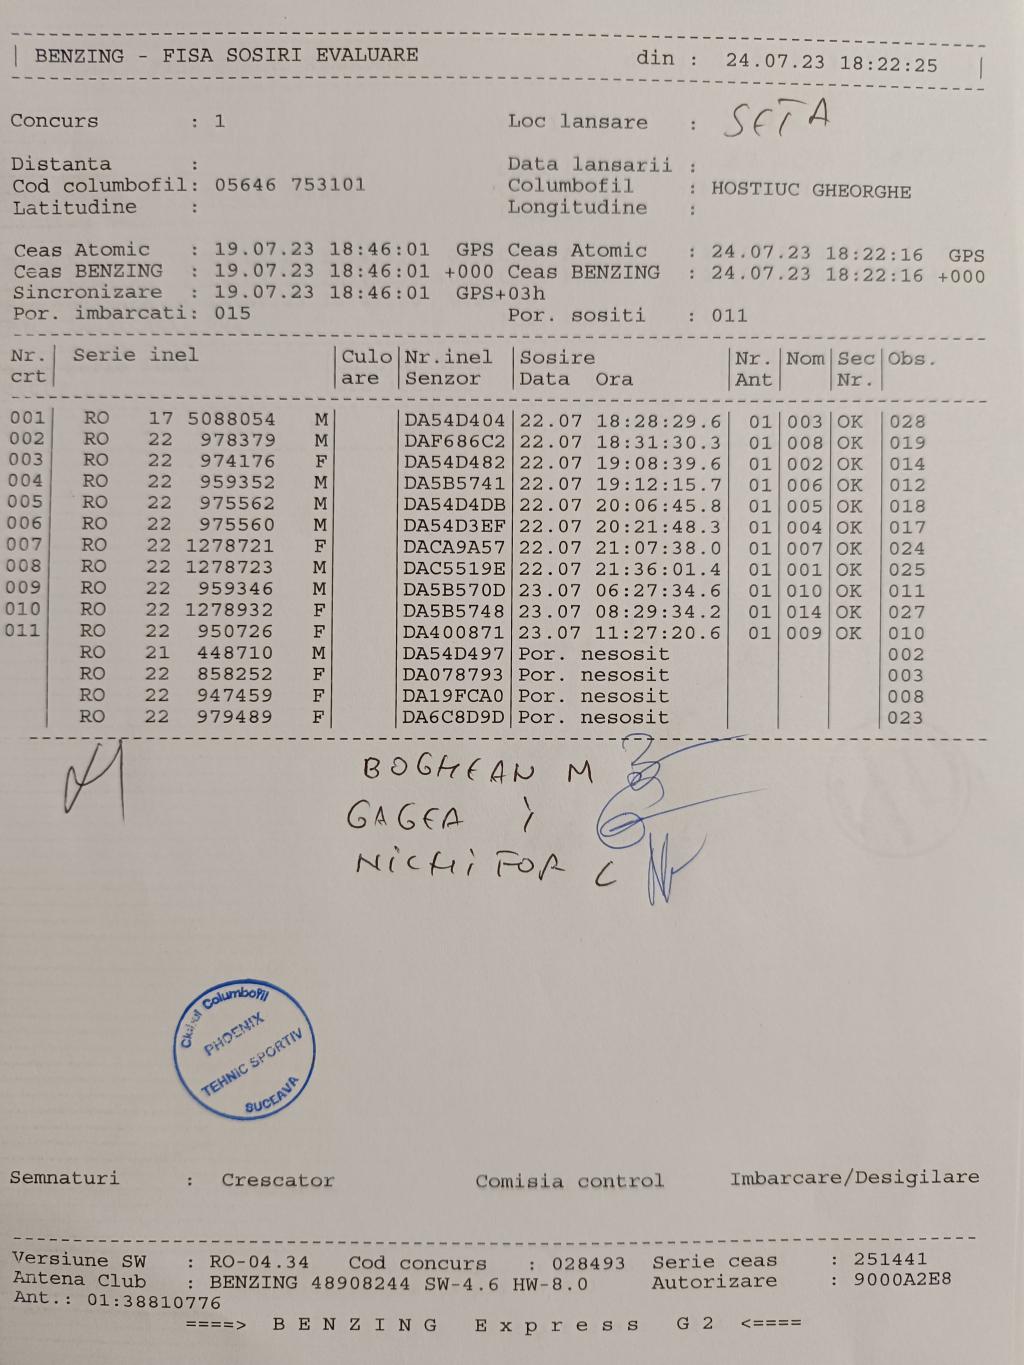 | BENZING - FISA SOSIRI EVALUARE din : 24.07.23 18:22:25 |
Concurs : 1 Loc lansare : SETA
Distanta : Data lansarii :
Cod columbofil: 05646 753101 Columbofil : HOSTIUC GHEORGHE
Latitudine : Longitudine :
Ceas Atomic : 19.07.23 18:46:01 GPS Ceas Atomic : 24.07.23 18:22:16 GPS
Ceas BENZING : 19.07.23 18:46:01 +000 Ceas BENZING : 24.07.23 18:22:16 +000
Sincronizare : 19.07.23 18:46:01 GPS+03h
Por. imbarcati: 015 Por. sositi : 011
Nr. | Serie inel | Culo | Nr.inel | Sosire | Nr. | Nom | Sec | Obs.
crt | | are | Senzor | Data Ora | Ant | | Nr. |
001 | RO 17 5088054 M | | DA54D404 | 22.07 18:28:29.6 | 01 | 003 | OK | 028
002 | RO 22 978379 M | | DAF686C2 | 22.07 18:31:30.3 | 01 | 008 | OK | 019
003 | RO 22 974176 F | | DA54D482 | 22.07 19:08:39.6 | 01 | 002 | OK | 014
004 | RO 22 959352 M | | DA5B5741 | 22.07 19:12:15.7 | 01 | 006 | OK | 012
005 | RO 22 975562 M | | DA54D4DB | 22.07 20:06:45.8 | 01 | 005 | OK | 018
006 | RO 22 975560 M | | DA54D3EF | 22.07 20:21:48.3 | 01 | 004 | OK | 017
007 | RO 22 1278721 F | | DACA9A57 | 22.07 21:07:38.0 | 01 | 007 | OK | 024
008 | RO 22 1278723 M | | DAC5519E | 22.07 21:36:01.4 | 01 | 001 | OK | 025
009 | RO 22 959346 M | | DA5B570D | 23.07 06:27:34.6 | 01 | 010 | OK | 011
010 | RO 22 1278932 F | | DA5B5748 | 23.07 08:29:34.2 | 01 | 014 | OK | 027
011 | RO 22 950726 F | | DA400871 | 23.07 11:27:20.6 | 01 | 009 | OK | 010
| RO 21 448710 M | | DA54D497 | Por. nesosit | | | | 002
| RO 22 858252 F | | DA078793 | Por. nesosit | | | | 003
| RO 22 947459 F | | DA19FCA0 | Por. nesosit | | | | 008
| RO 22 979489 F | | DA6C8D9D | Por. nesosit | | | | 023
BOGHEAN M
GAGEA I
NICHIFOR C
Clubul Columbofil
PHOENIX
TEHNIC SPORTIV
SUCEAVA
Semnaturi : Crescator Comisia control Imbarcare/Desigilare
Versiune SW : RO-04.34 Cod concurs : 028493 Serie ceas : 251441
Antena Club : BENZING 48908244 SW-4.6 HW-8.0 Autorizare : 9000A2E8
Ant.: 01:38810776
====> B E N Z I N G E x p r e s s G 2 <====